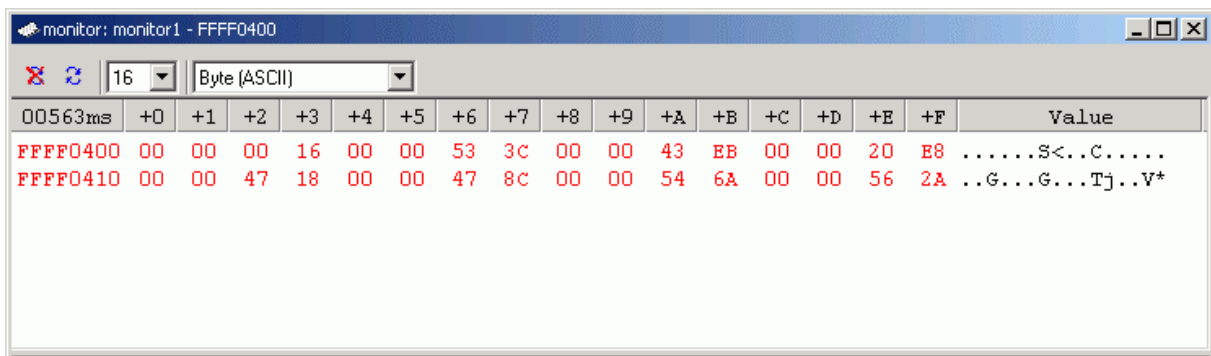 monitor: monitor1 - FFFF0400
16 Byte (ASCII)
00563ms +0 +1 +2 +3 +4 +5 +6 +7 +8 +9 +A +B +C +D +E +F Value
FFFF0400 00 00 00 16 00 00 53 3C 00 00 43 EB 00 00 20 E8 ......S<..C.....
FFFF0410 00 00 47 18 00 00 47 8C 00 00 54 6A 00 00 56 2A ..G...G...Tj..V*